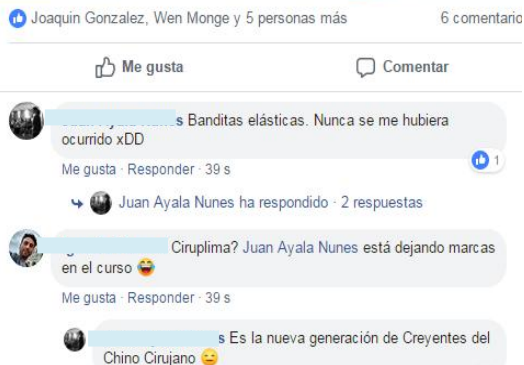 Joaquin Gonzalez, Wen Monge y 5 personas más 6 comentario
Me gusta Comentar
s Banditas elásticas. Nunca se me hubiera
ocurrido xDD
1
Me gusta · Responder · 39 s
Juan Ayala Nunes ha respondido · 2 respuestas
Ciruplima? Juan Ayala Nunes está dejando marcas
en el curso 😂
Me gusta · Responder · 39 s
s Es la nueva generación de Creyentes del
Chino Cirujano 😑